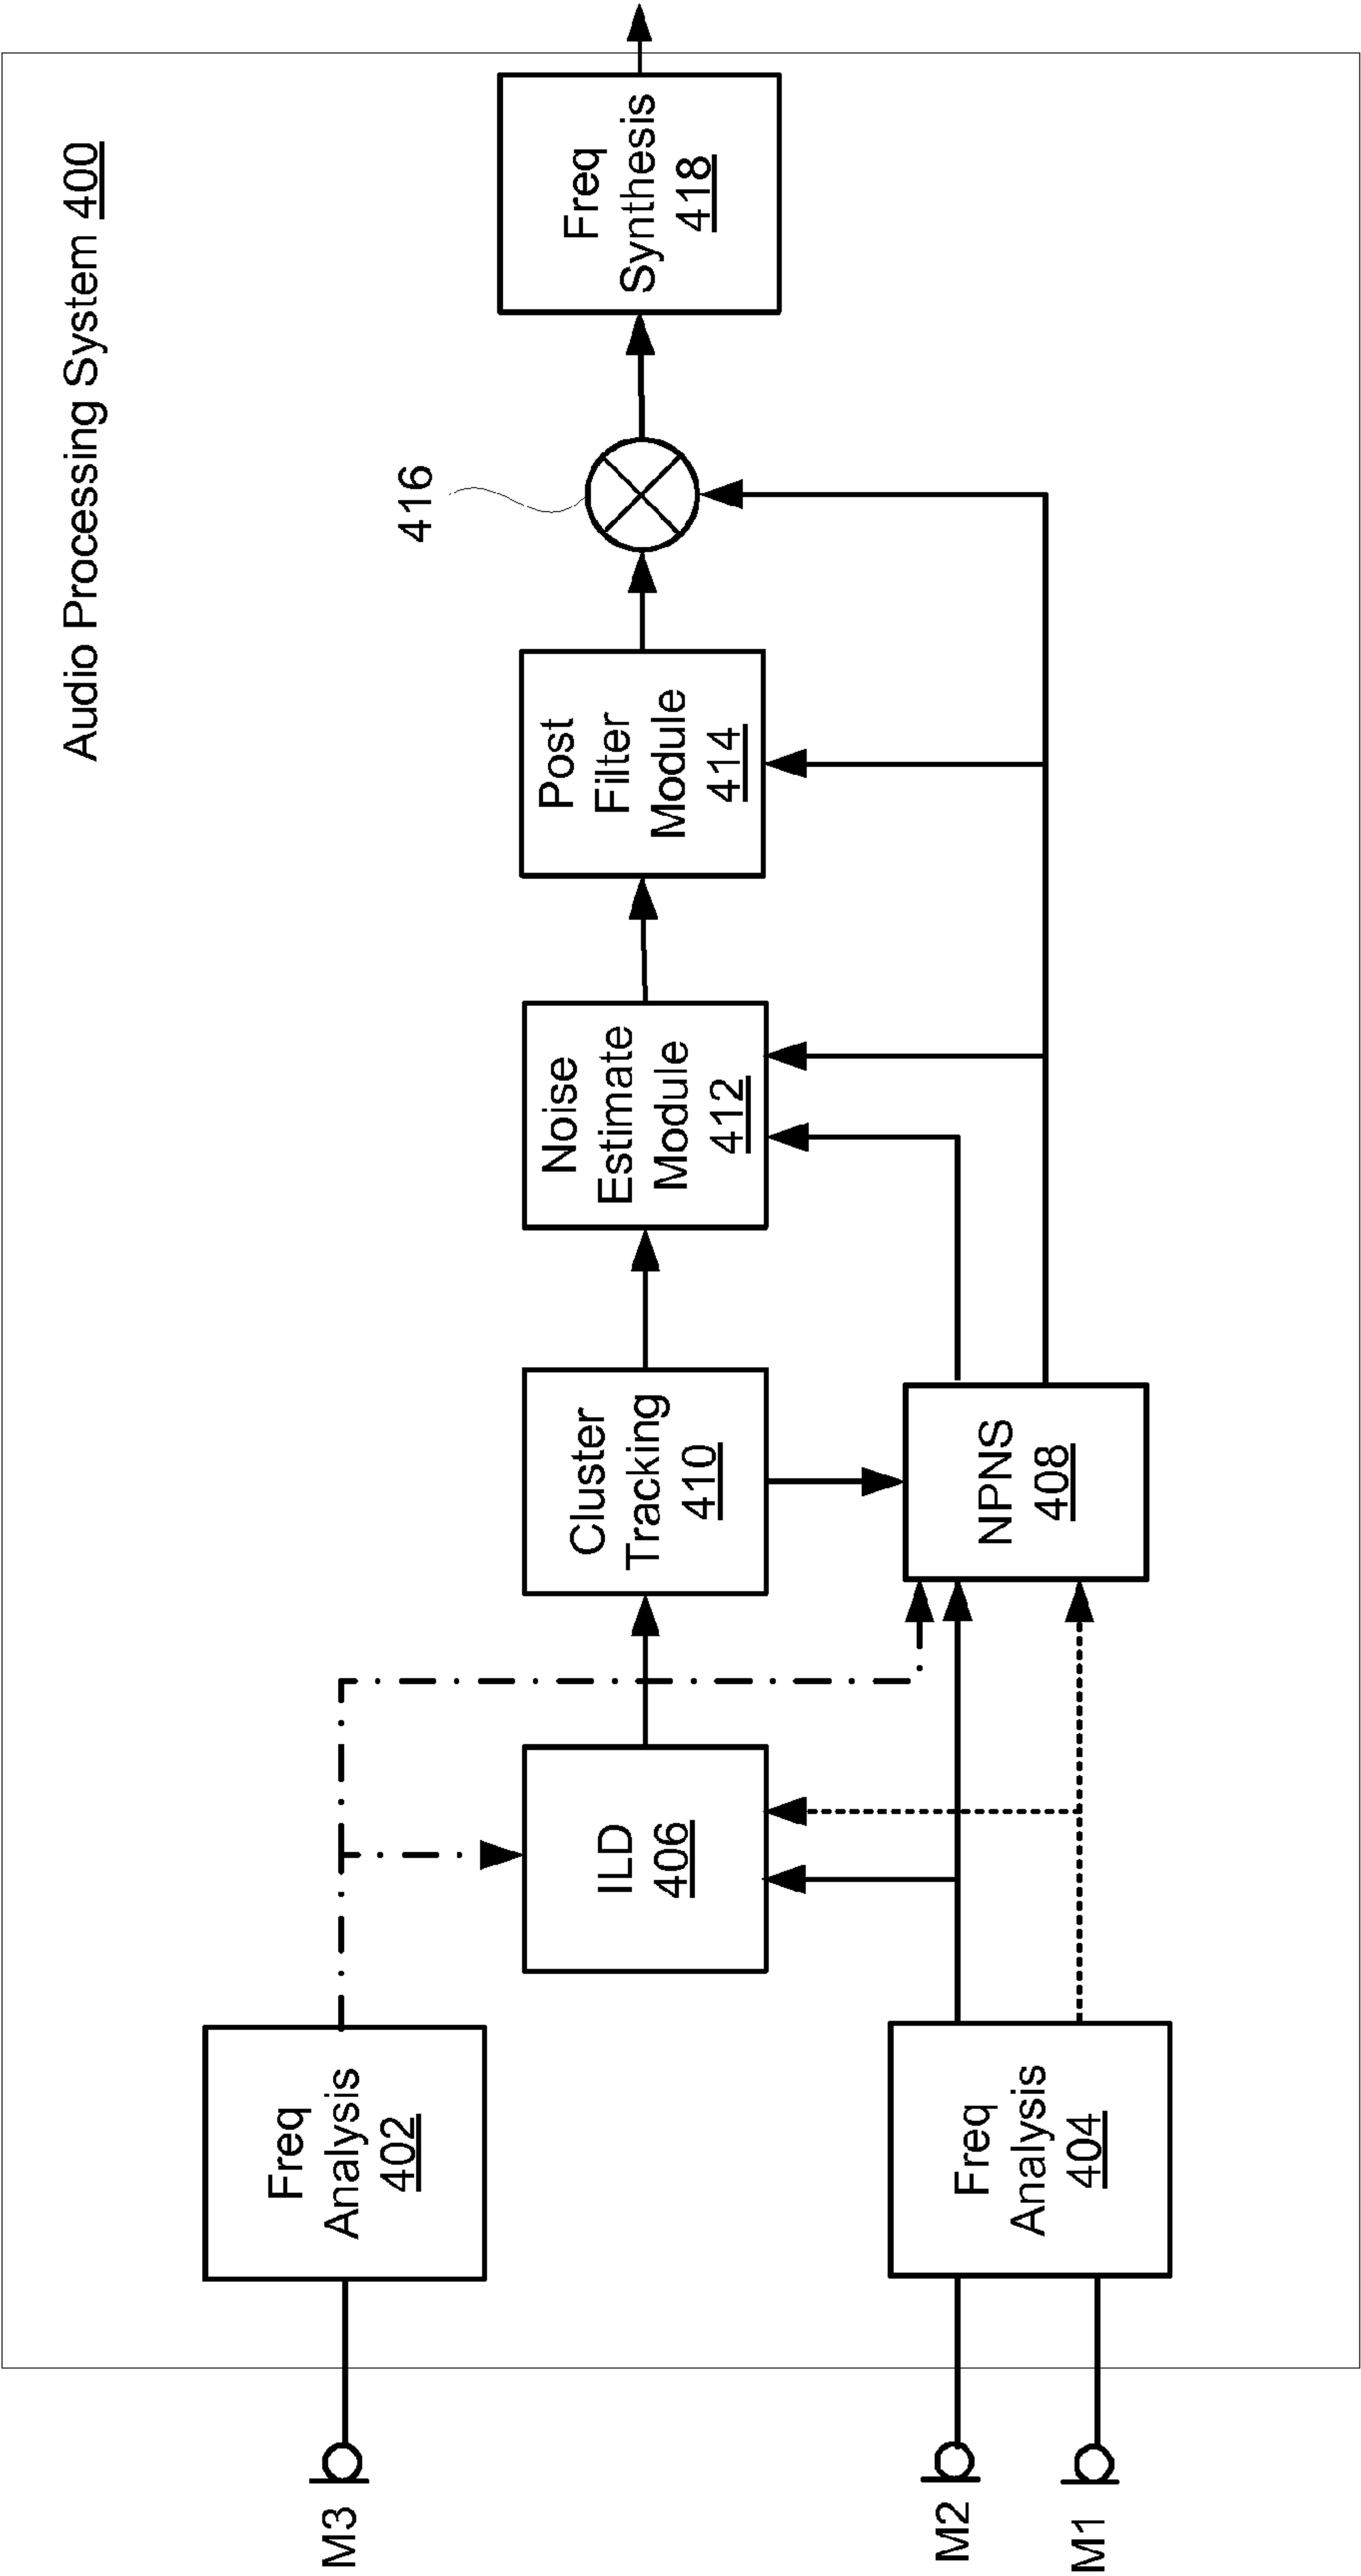 Audio Processing System 400
M3
Freq
Analysis
402
ILD
406
Cluster
Tracking
410
Noise
Estimate
Module
412
Post
Filter
Module
414
416
Freq
Synthesis
418
M2
M1
Freq
Analysis
404
NPNS
408